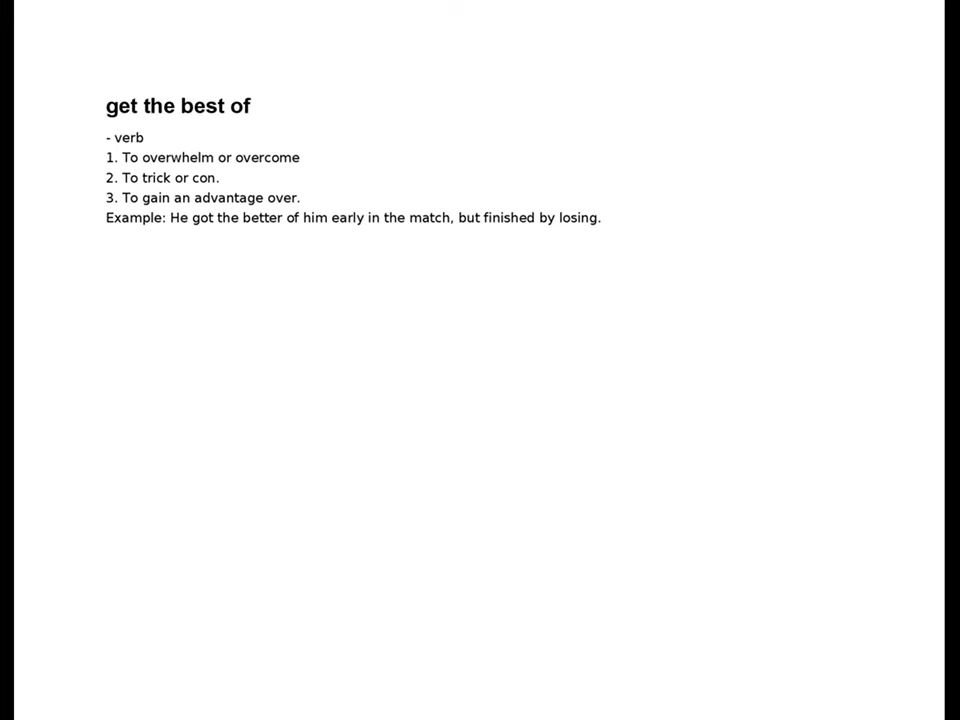 get the best of
- verb
1. To overwhelm or overcome
2. To trick or con.
3. To gain an advantage over.
Example: He got the better of him early in the match, but finished by losing.